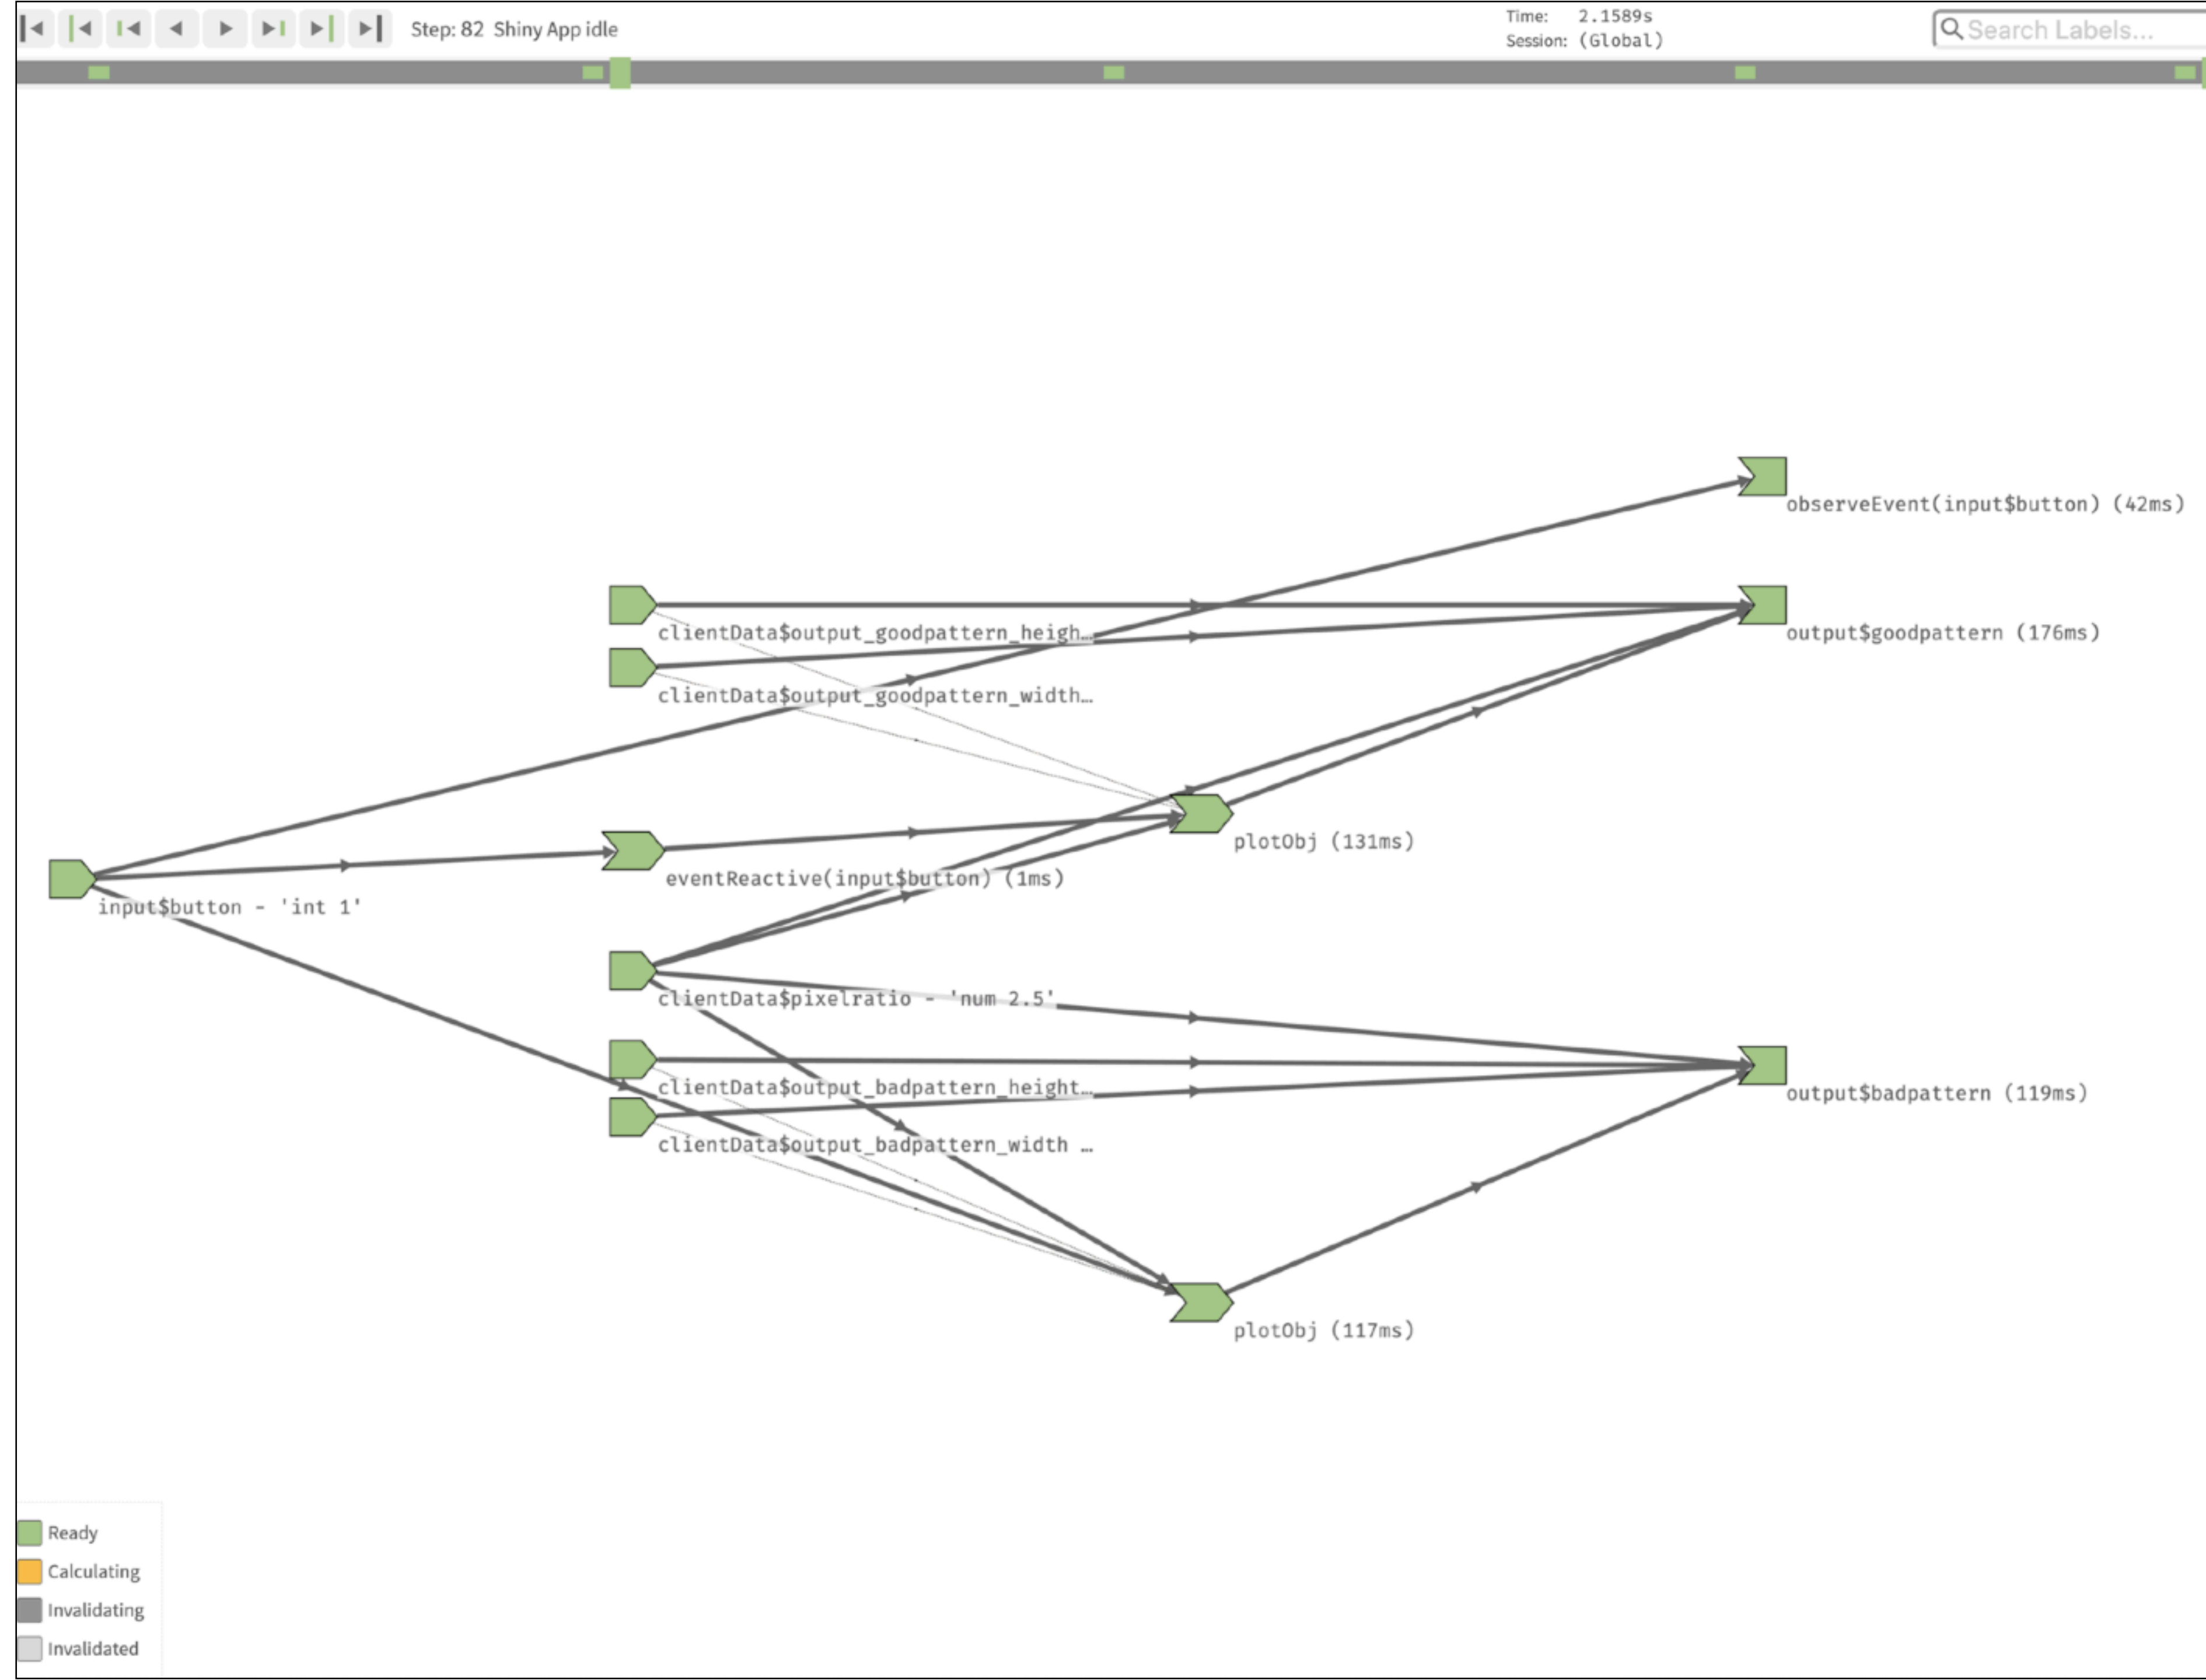 Step: 82 Shiny App idle
Time: 2.1589s
Session: (Global)
Search Labels...
observeEvent(input$button) (42ms)
clientData$output_goodpattern_heigh…
output$goodpattern (176ms)
clientData$output_goodpattern_width…
plotObj (131ms)
eventReactive(input$button) (1ms)
input$button - 'int 1'
clientData$pixelratio - 'num 2.5'
clientData$output_badpattern_height…
output$badpattern (119ms)
clientData$output_badpattern_width …
plotObj (117ms)
Ready
Calculating
Invalidating
Invalidated